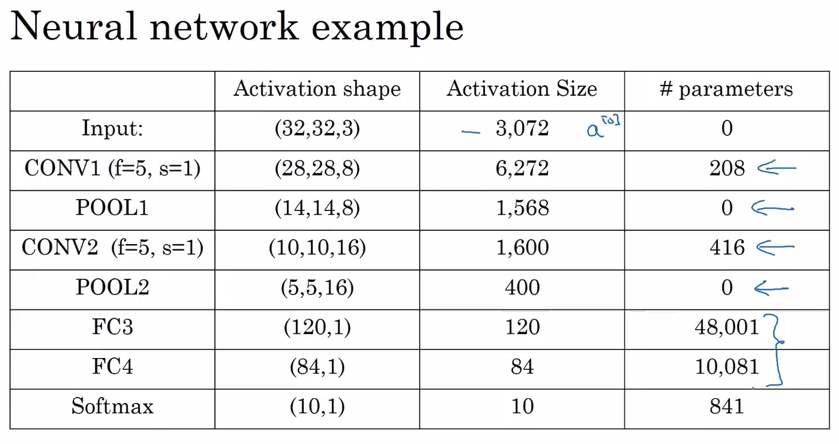 Neural network example
Activation shape Activation Size # parameters
Input: (32,32,3) – 3,072 a[0] 0
CONV1 (f=5, s=1) (28,28,8) 6,272 208 ←
POOL1 (14,14,8) 1,568 0 ←
CONV2 (f=5, s=1) (10,10,16) 1,600 416 ←
POOL2 (5,5,16) 400 0 ←
FC3 (120,1) 120 48,001 }
FC4 (84,1) 84 10,081
Softmax (10,1) 10 841